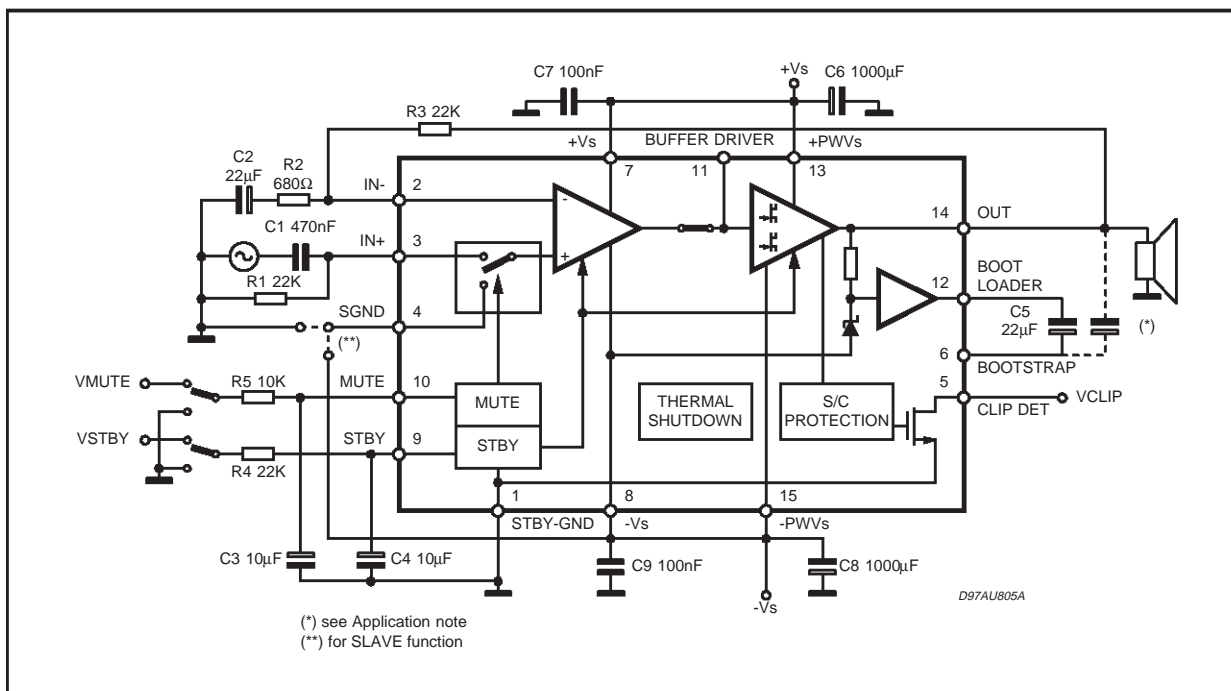 C7 100nF
+Vs
C6 1000μF
R3 22K
+Vs
BUFFER DRIVER
+PWVs
7
11
13
C2
22μF
R2
680Ω
IN-
2
-
C1 470nF
IN+
3
+
14
OUT
R1 22K
SGND
4
(**)
12
BOOT
LOADER
C5
22μF
(*)
6
BOOTSTRAP
VMUTE
R5 10K
MUTE
10
MUTE
THERMAL
SHUTDOWN
S/C
PROTECTION
5
CLIP DET
VCLIP
VSTBY
R4 22K
STBY
9
STBY
1
8
15
STBY-GND
-Vs
-PWVs
C3 10μF
C4 10μF
C9 100nF
C8 1000μF
-Vs
D97AU805A
(*) see Application note
(**) for SLAVE function